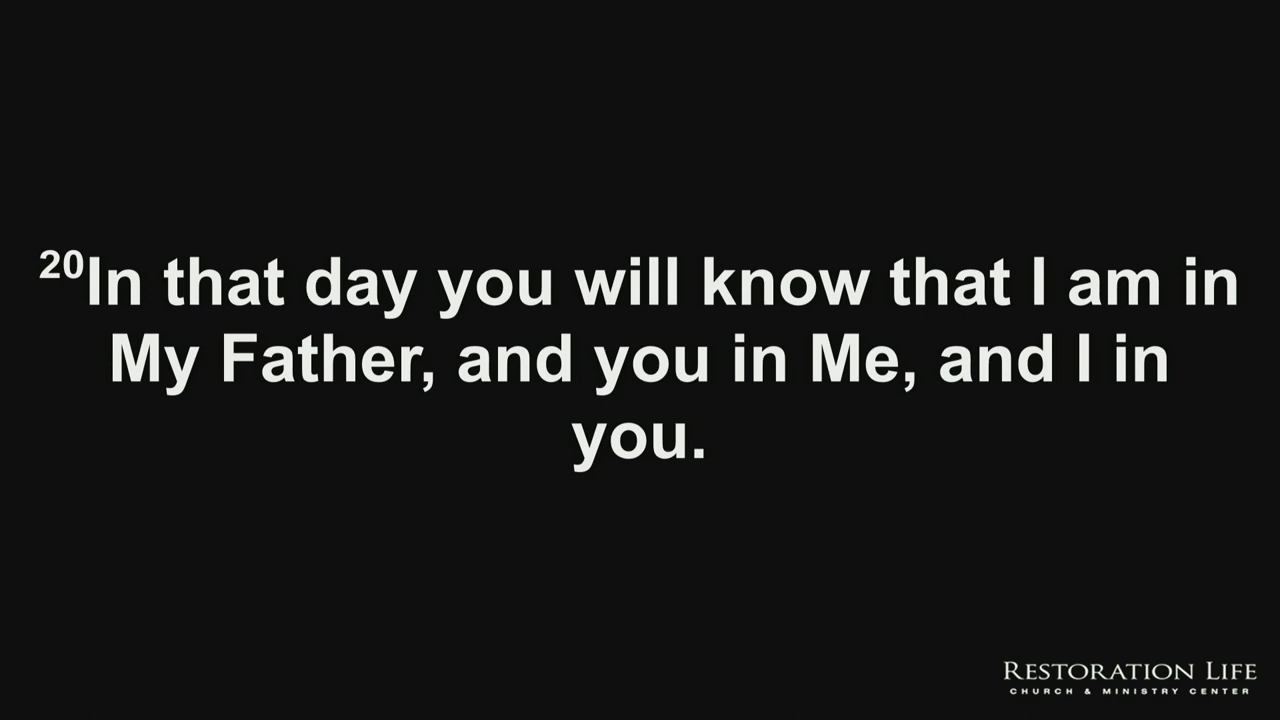 20In that day you will know that I am in
My Father, and you in Me, and I in
you.
RESTORATION LIFE
CHURCH & MINISTRY CENTER